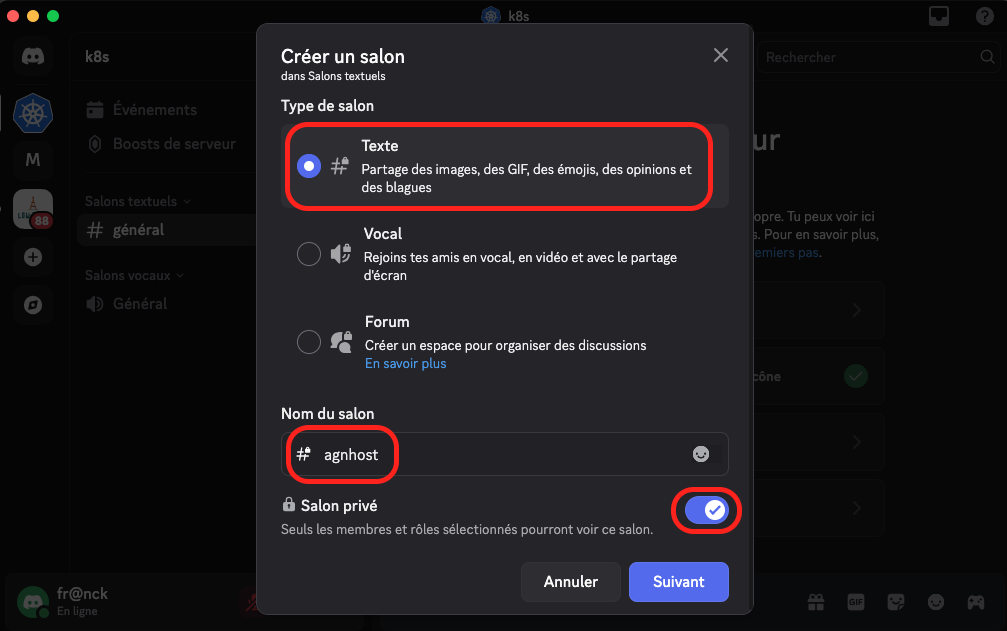 k8s
k8s
Rechercher
Événements
Boosts de serveur
M
Salons textuels
88
général
Salons vocaux
Général
fr@nck
En ligne
Créer un salon
dans Salons textuels
Type de salon
Texte
Partage des images, des GIF, des émojis, des opinions et
des blagues
Vocal
Rejoins tes amis en vocal, en vidéo et avec le partage
d'écran
Forum
Créer un espace pour organiser des discussions
En savoir plus
Nom du salon
agnhost
Salon privé
Seuls les membres et rôles sélectionnés pourront voir ce salon.
Annuler
Suivant
ur
opre. Tu peux voir ici
s. Pour en savoir plus,
emiers pas.
cône
GIF